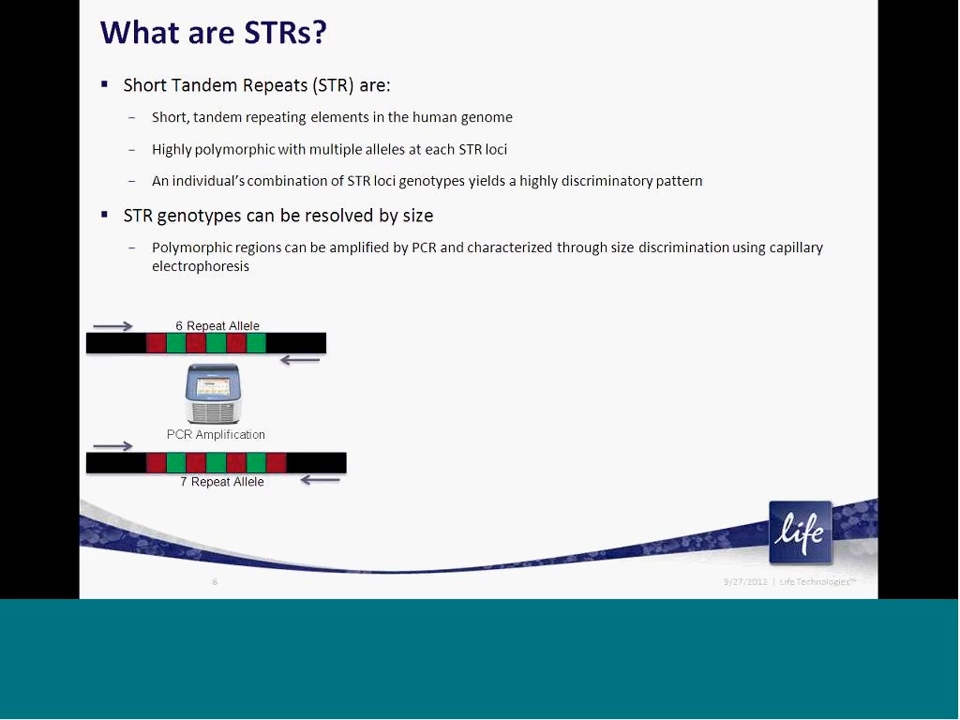 What are STRs?
▪ Short Tandem Repeats (STR) are:
– Short, tandem repeating elements in the human genome
– Highly polymorphic with multiple alleles at each STR loci
– An individual's combination of STR loci genotypes yields a highly discriminatory pattern
▪ STR genotypes can be resolved by size
– Polymorphic regions can be amplified by PCR and characterized through size discrimination using capillary
electrophoresis
6 Repeat Allele
PCR Amplification
7 Repeat Allele
life
6
9/27/2012 | Life Technologies™